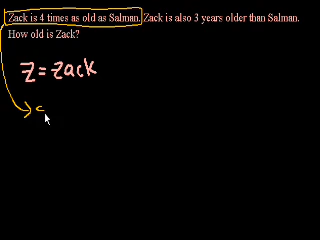 Zack is 4 times as old as Salman. Zack is also 3 years older than Salman.
How old is Zack?
z = zack